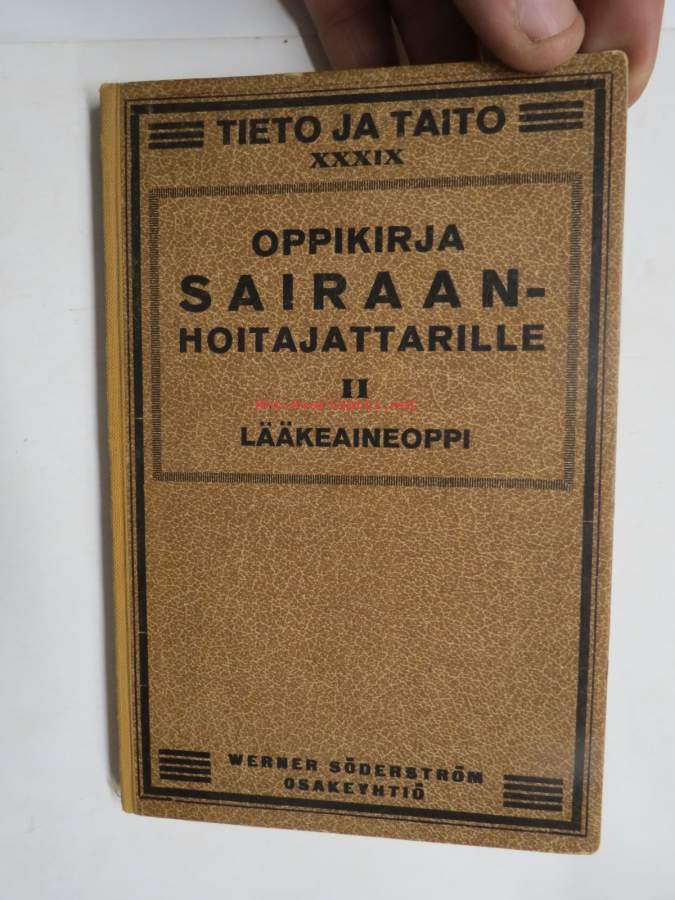 TIETO JA TAITO
XXXIX
OPPIKIRJA
SAIRAAN-
HOITAJATTARILLE
II
LÄÄKEAINEOPPI
WERNER SÖDERSTRÖM
OSAKEYHTIÖ